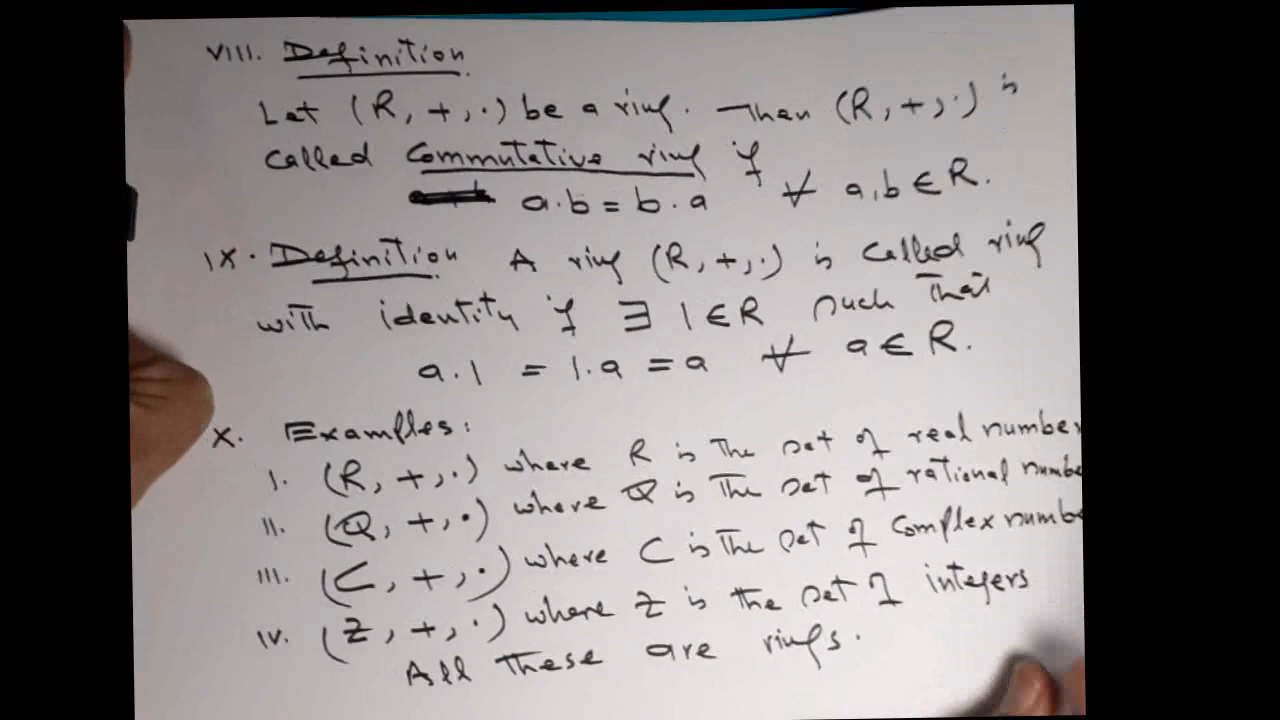 VIII. Definition
Let (R, +, ·) be a ring. Then (R, +, ·) is
called Commutative ring if
a.b = b.a ∀ a,b ∈ R.
IX. Definition A ring (R, +, ·) is called ring
with identity if ∃ 1 ∈ R such that
a.1 = 1.a = a ∀ a ∈ R.
X. Examples:
I. (R, +, ·) where R is the set of real number
II. (Q, +, ·) where Q is the set of rational numbe
III. (C, +, ·) where C is the set of Complex numbe
IV. (Z, +, ·) where Z is the set of integers
All these are rings.